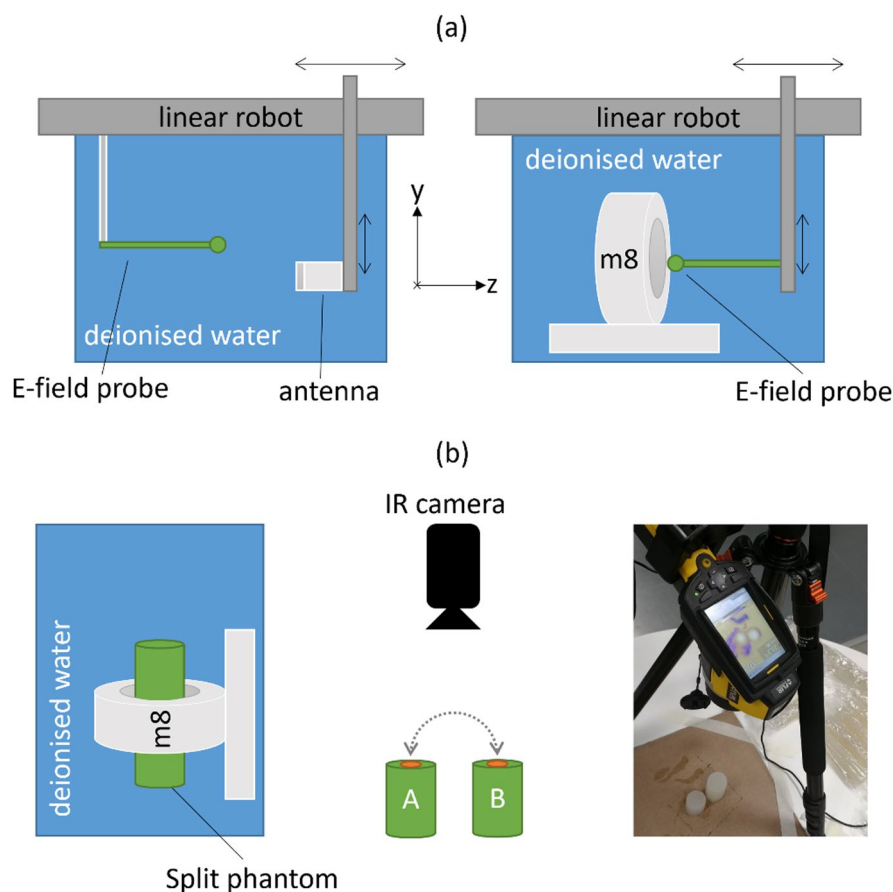 (a)
linear robot
deionised water
E-field probe
antenna
y
z
linear robot
deionised water
m8
E-field probe
(b)
deionised water
m8
Split phantom
IR camera
A
B